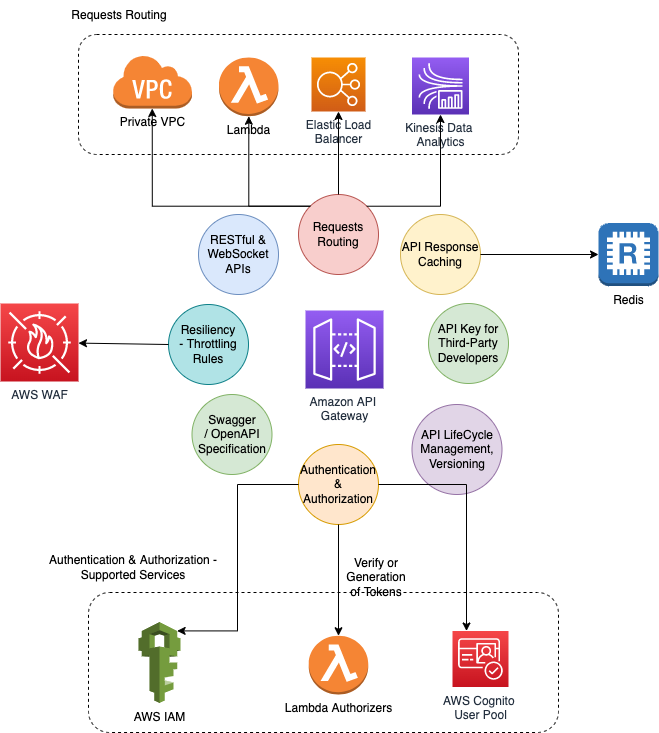 Requests Routing
VPC
Private VPC
Lambda
Elastic Load
Balancer
Kinesis Data
Analytics
Requests
Routing
RESTful &
WebSocket
APIs
API Response
Caching
R
Redis
Resiliency
- Throttling
Rules
AWS WAF
</>
Amazon API
Gateway
API Key for
Third-Party
Developers
Swagger
/ OpenAPI
Specification
API LifeCycle
Management,
Versioning
Authentication
&
Authorization
Authentication & Authorization -
Supported Services
Verify or
Generation
of Tokens
AWS IAM
Lambda Authorizers
AWS Cognito
User Pool